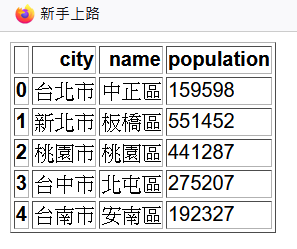 新手上路
city name population
0 台北市 中正區 159598
1 新北市 板橋區 551452
2 桃園市 桃園區 441287
3 台中市 北屯區 275207
4 台南市 安南區 192327